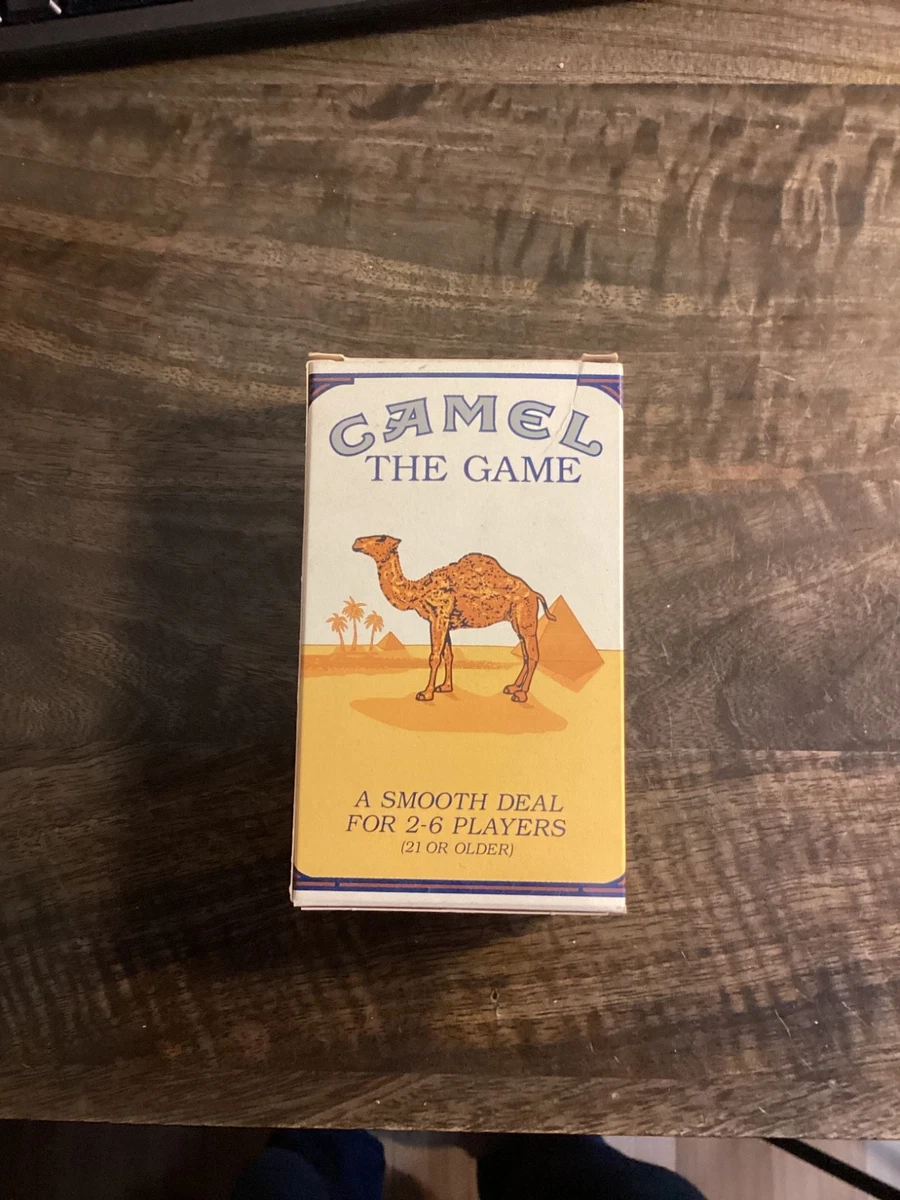 CAMEL
THE GAME
A SMOOTH DEAL
FOR 2-6 PLAYERS
(21 OR OLDER)